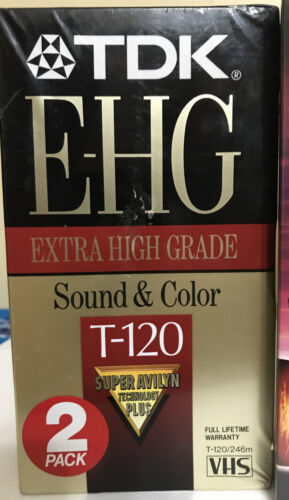 TDK®
E-HG
EXTRA HIGH GRADE
Sound & Color
T-120
SUPER AVILYN
TECHNOLOGY
PLUS
2
PACK
FULL LIFETIME
WARRANTY
T-120/246m
VHS